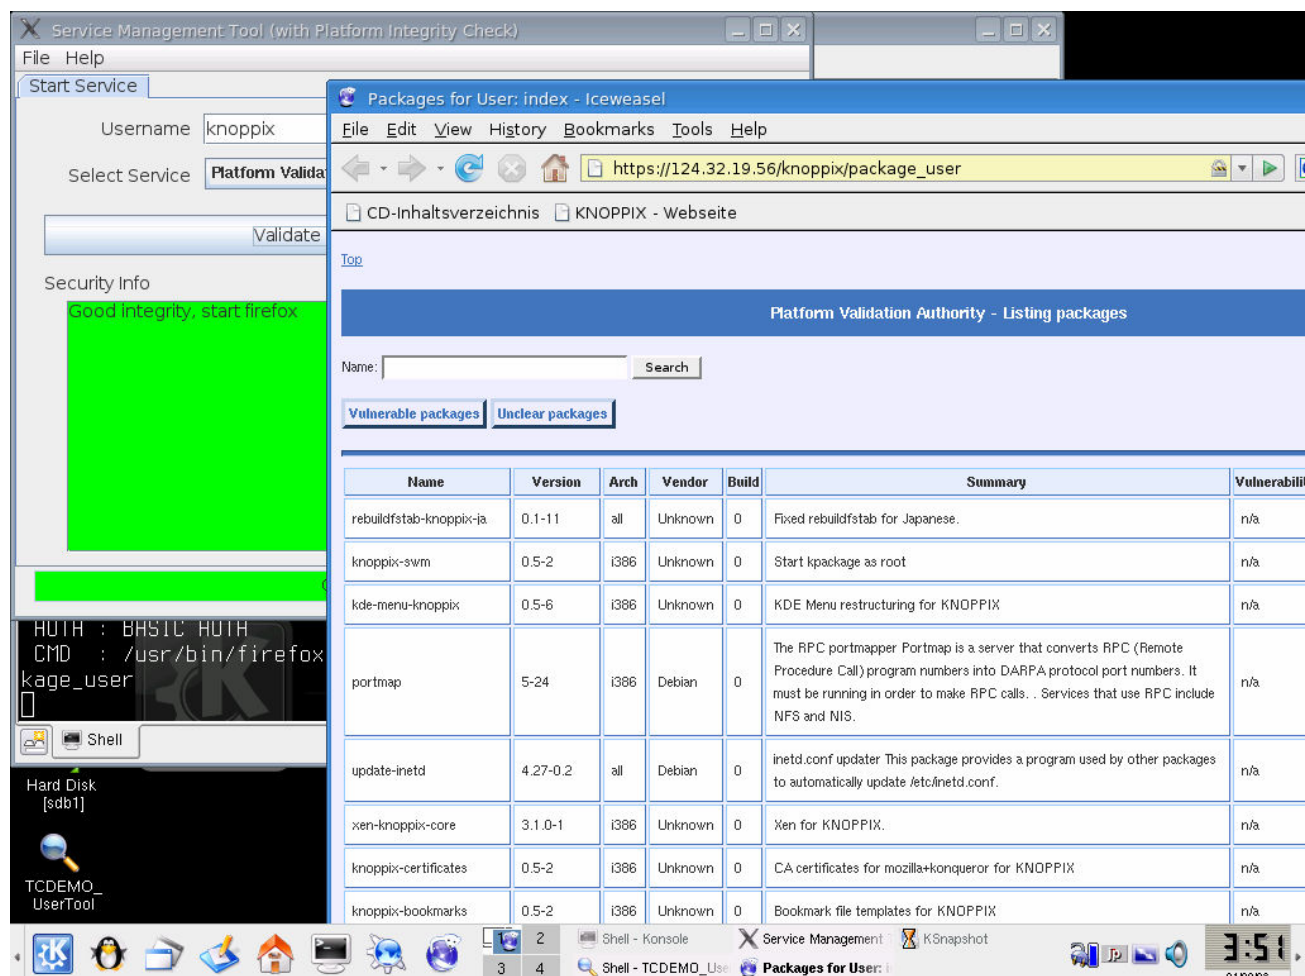 Service Management Tool (with Platform Integrity Check)
File Help
Start Service
Username knoppix
Select Service Platform Valida
Validate
Security Info
Good integrity, start firefox
AUTH : BASIC AUTH
CMD : /usr/bin/firefox
kage_user
Shell
Hard Disk
[sdb1]
TCDEMO_
UserTool
Packages for User: index - Iceweasel
File Edit View History Bookmarks Tools Help
https://124.32.19.56/knoppix/package_user
CD-Inhaltsverzeichnis KNOPPIX - Webseite
Top
Platform Validation Authority - Listing packages
Name: Search
Vulnerable packages Unclear packages
Name Version Arch Vendor Build Summary Vulnerabili
rebuildfstab-knoppix-ja 0.1-11 all Unknown 0 Fixed rebuildfstab for Japanese. n/a
knoppix-swm 0.5-2 i386 Unknown 0 Start kpackage as root n/a
kde-menu-knoppix 0.5-6 i386 Unknown 0 KDE Menu restructuring for KNOPPIX n/a
portmap 5-24 i386 Debian 0 The RPC portmapper Portmap is a server that converts RPC (Remote
Procedure Call) program numbers into DARPA protocol port numbers. It
must be running in order to make RPC calls. . Services that use RPC include
NFS and NIS. n/a
update-inetd 4.27-0.2 all Debian 0 inetd.conf updater This package provides a program used by other packages
to automatically update /etc/inetd.conf. n/a
xen-knoppix-core 3.1.0-1 i386 Unknown 0 Xen for KNOPPIX. n/a
knoppix-certificates 0.5-2 i386 Unknown 0 CA certificates for mozilla+konqueror for KNOPPIX n/a
knoppix-bookmarks 0.5-2 i386 Unknown 0 Bookmark file templates for KNOPPIX n/a
1 2 Shell - Konsole Service Management KSnapshot
3 4 Shell - TCDEMO_Use Packages for User: i
3:51